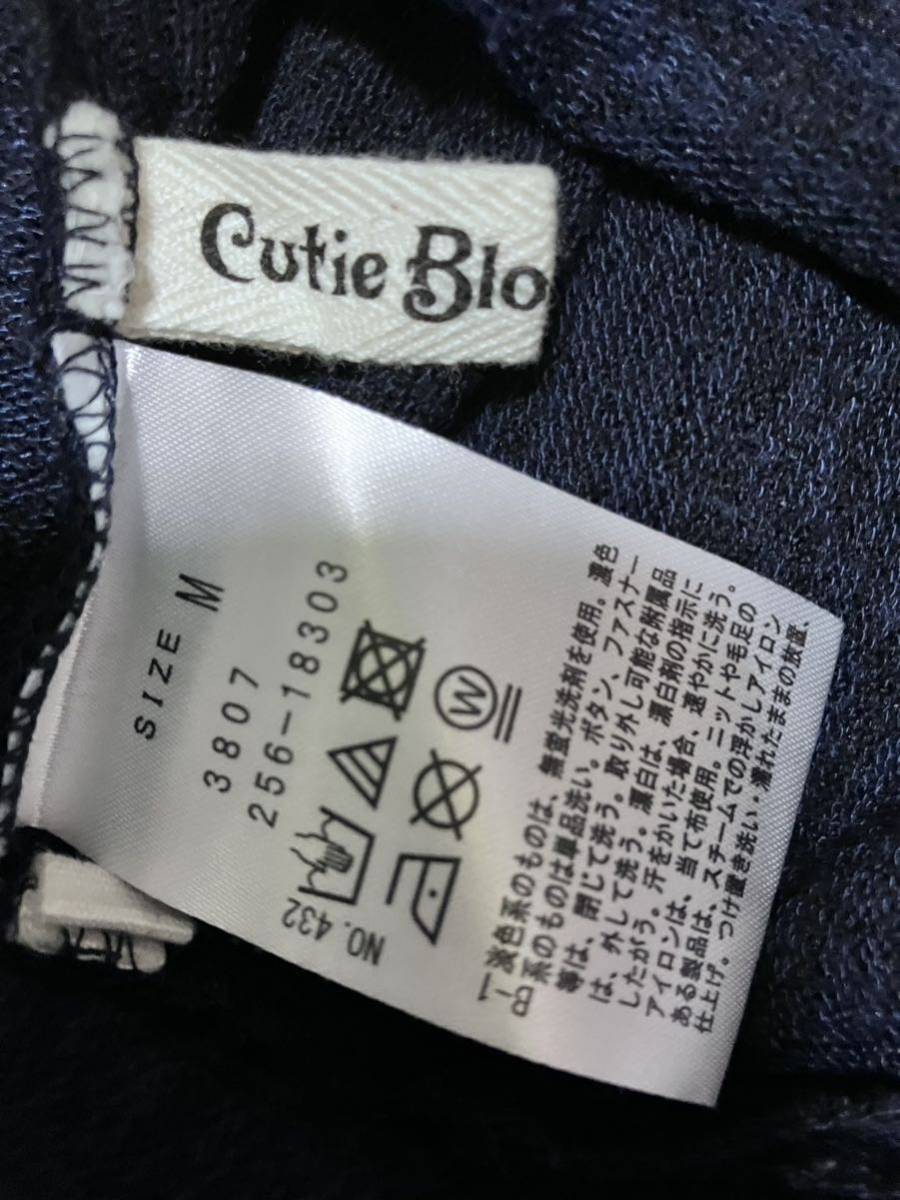 Cutie Blo
SIZE M
3807
256-18303
W
NO. 432
B-1
浅色系のものは、無蛍光洗剤を使用。濃色
系のものは単品洗い。ボタン、ファスナー
等は、閉じて洗う。取り外し可能な附属品
は、外して洗う。漂白は、漂白剤の指示に
したがう。汗をかいた場合、速やかに洗う。
アイロンは、当て布使用。ニットや毛足の
ある製品は、スチームでの浮かしアイロン
仕上げ。つけ置き洗い・濡れたままの放置、